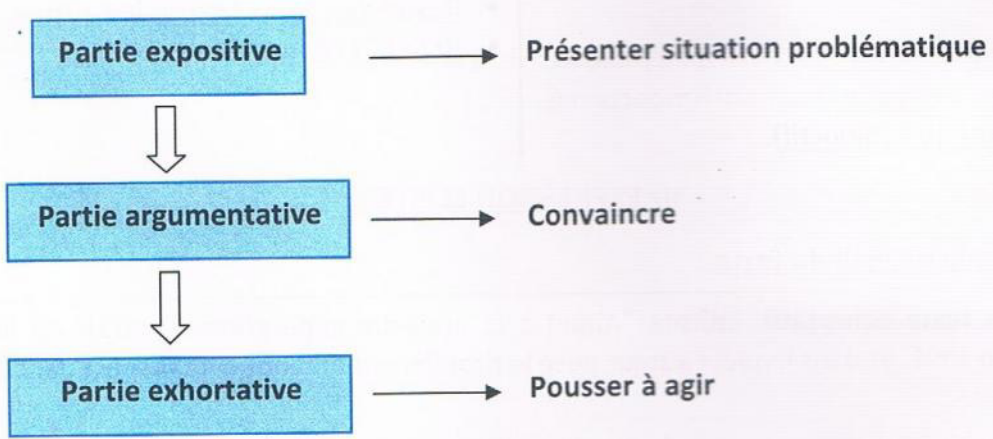 Partie expositive Présenter situation problématique
Partie argumentative Convaincre
Partie exhortative Pousser à agir